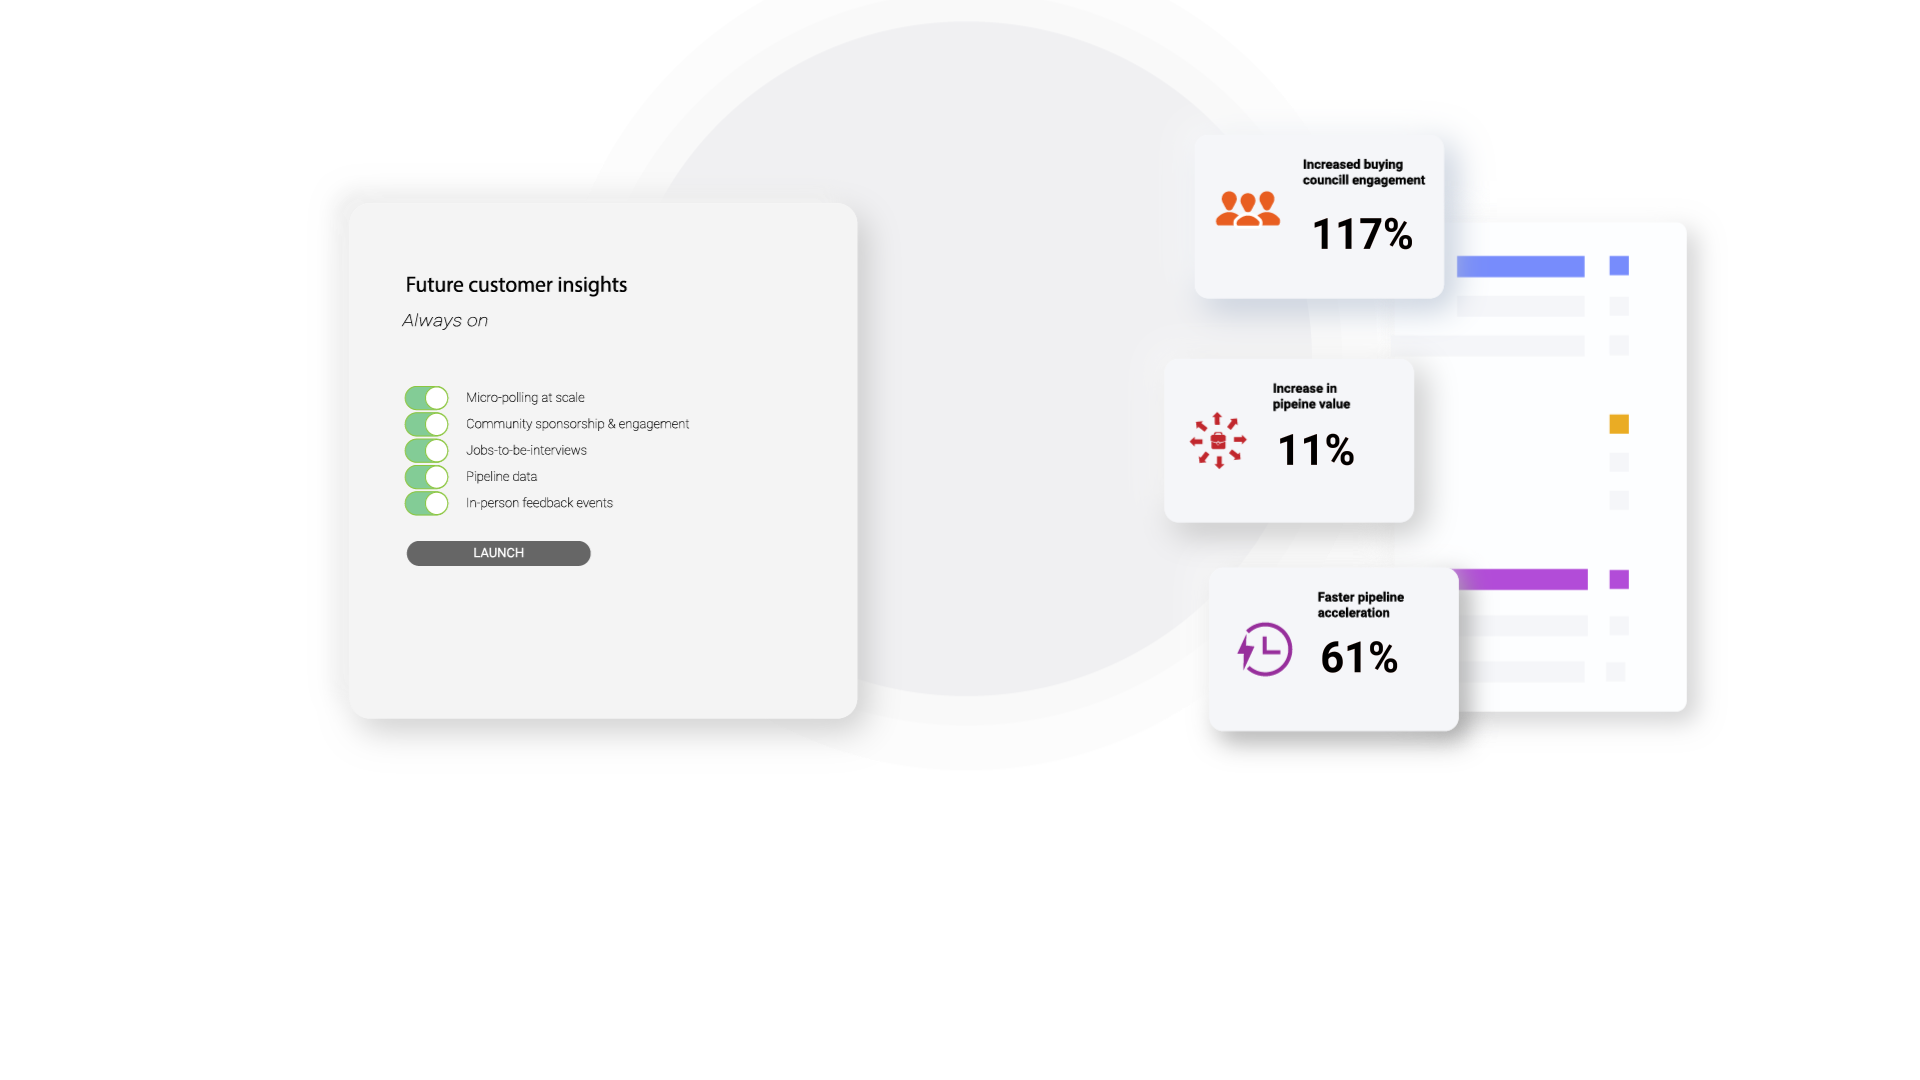 Future customer insights
Always on
Micro-polling at scale
Community sponsorship & engagement
Jobs-to-be-interviews
Pipeline data
In-person feedback events
LAUNCH
Increased buying
councill engagement
117%
Increase in
pipeine value
11%
Faster pipeline
acceleration
61%